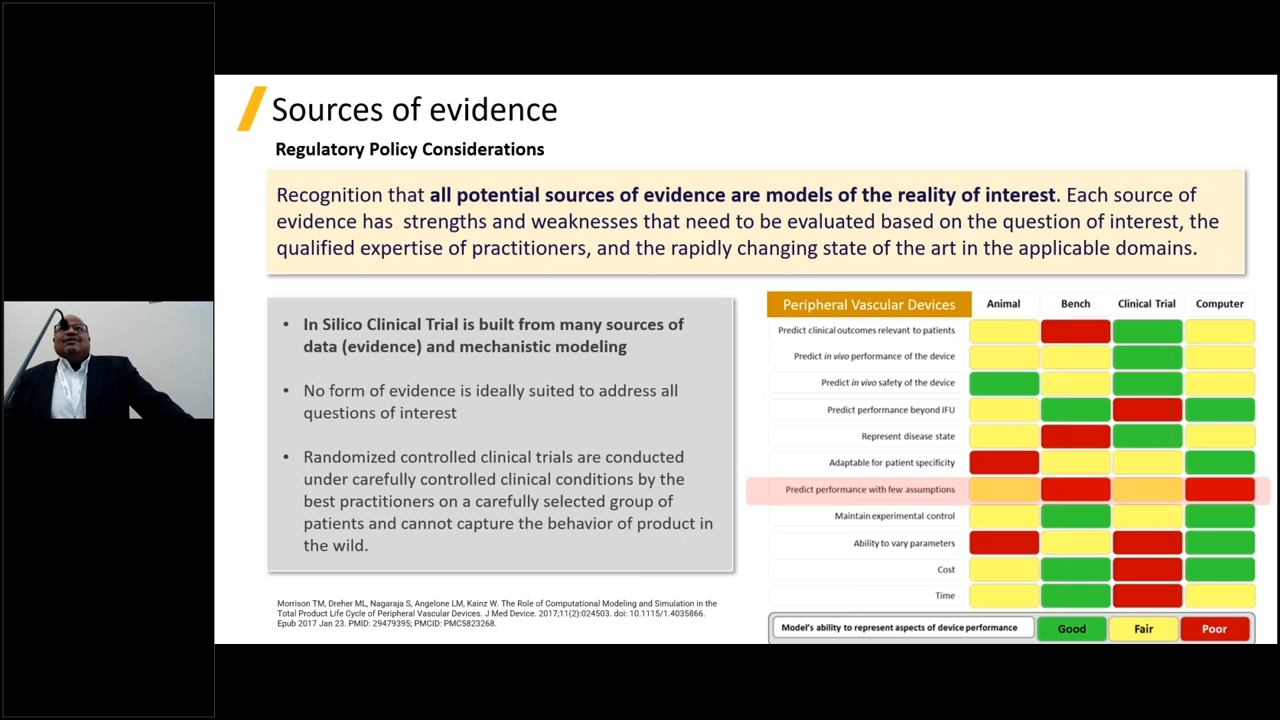 Sources of evidence
Regulatory Policy Considerations
Recognition that all potential sources of evidence are models of the reality of interest. Each source of
evidence has strengths and weaknesses that need to be evaluated based on the question of interest, the
qualified expertise of practitioners, and the rapidly changing state of the art in the applicable domains.
• In Silico Clinical Trial is built from many sources of
data (evidence) and mechanistic modeling
• No form of evidence is ideally suited to address all
questions of interest
• Randomized controlled clinical trials are conducted
under carefully controlled clinical conditions by the
best practitioners on a carefully selected group of
patients and cannot capture the behavior of product in
the wild.
Morrison TM, Dreher ML, Nagaraja S, Angelone LM, Kainz W. The Role of Computational Modeling and Simulation in the
Total Product Life Cycle of Peripheral Vascular Devices. J Med Device. 2017;11(2):024503. doi: 10.1115/1.4035866.
Epub 2017 Jan 23. PMID: 29479395; PMCID: PMC5823268.
Peripheral Vascular Devices Animal Bench Clinical Trial Computer
Predict clinical outcomes relevant to patients
Predict in vivo performance of the device
Predict in vivo safety of the device
Predict performance beyond IFU
Represent disease state
Adaptable for patient specificity
Predict performance with few assumptions
Maintain experimental control
Ability to vary parameters
Cost
Time
Model's ability to represent aspects of device performance Good Fair Poor